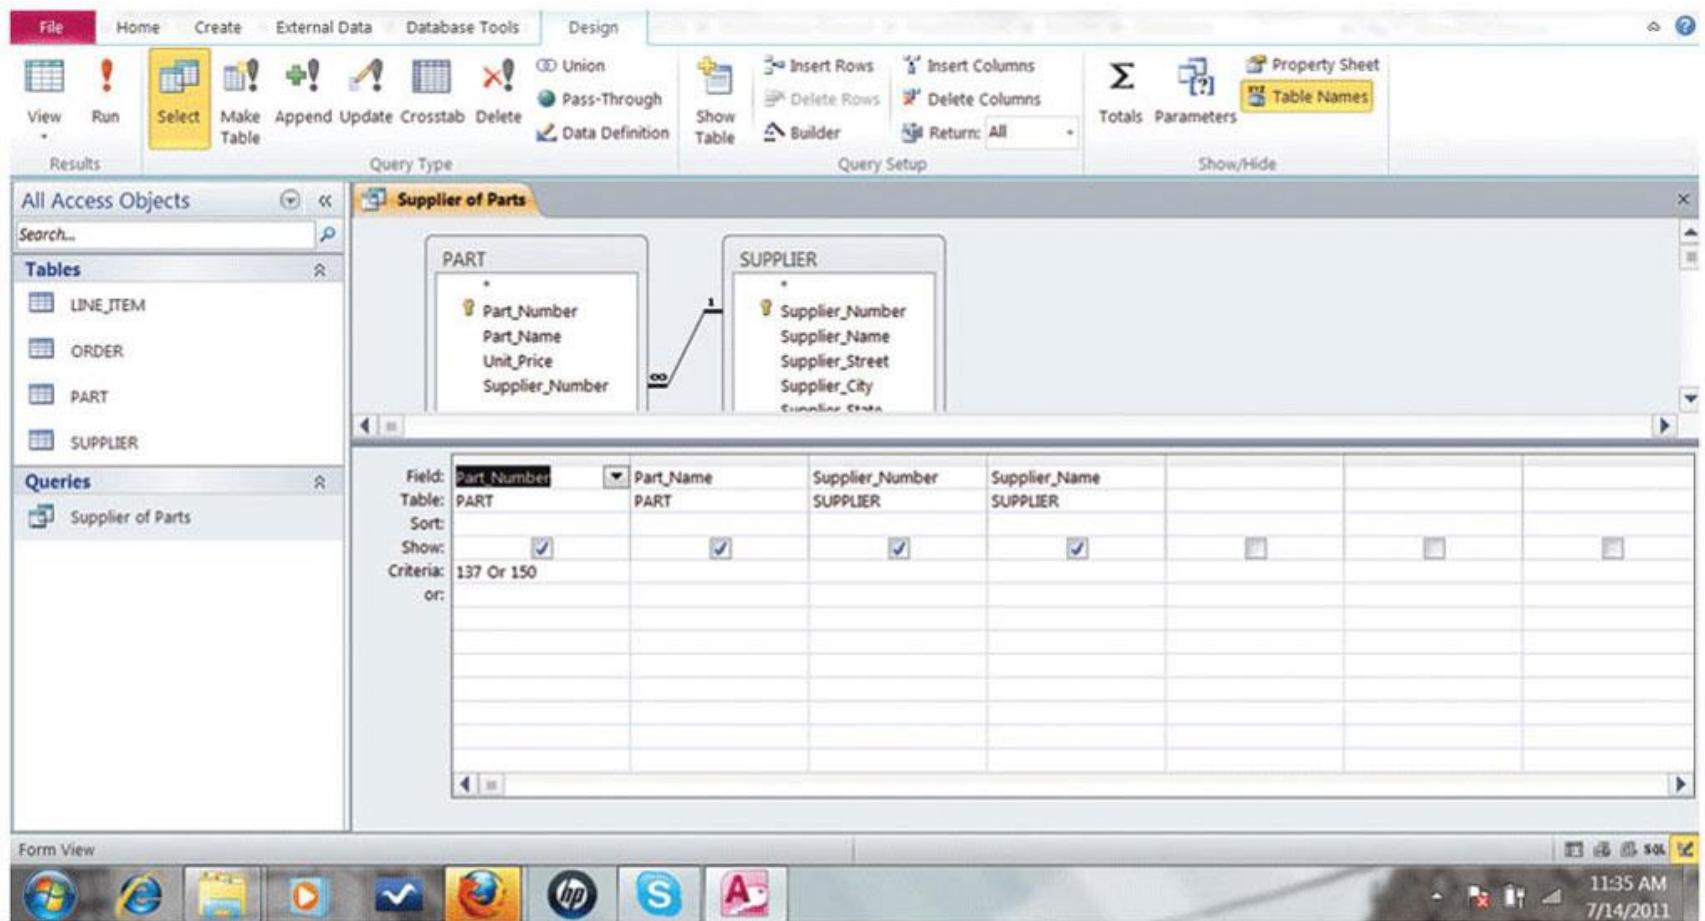 File Home Create External Data Database Tools Design
View Run Select Make Table Append Update Crosstab Delete
Union
Pass-Through
Data Definition
Show Table
Insert Rows
Delete Rows
Builder
Insert Columns
Delete Columns
Return: All
Σ Totals Parameters
Property Sheet
Table Names
Results Query Type Query Setup Show/Hide
All Access Objects «
Search...
Tables
LINE_ITEM
ORDER
PART
SUPPLIER
Queries
Supplier of Parts
Supplier of Parts
PART
*
Part_Number
Part_Name
Unit_Price
Supplier_Number
∞ 1
SUPPLIER
*
Supplier_Number
Supplier_Name
Supplier_Street
Supplier_City
Supplier_State
Field: Part_Number Part_Name Supplier_Number Supplier_Name
Table: PART PART SUPPLIER SUPPLIER
Sort:
Show:
Criteria: 137 Or 150
or:
Form View
SQL
hp S A
11:35 AM
7/14/2011